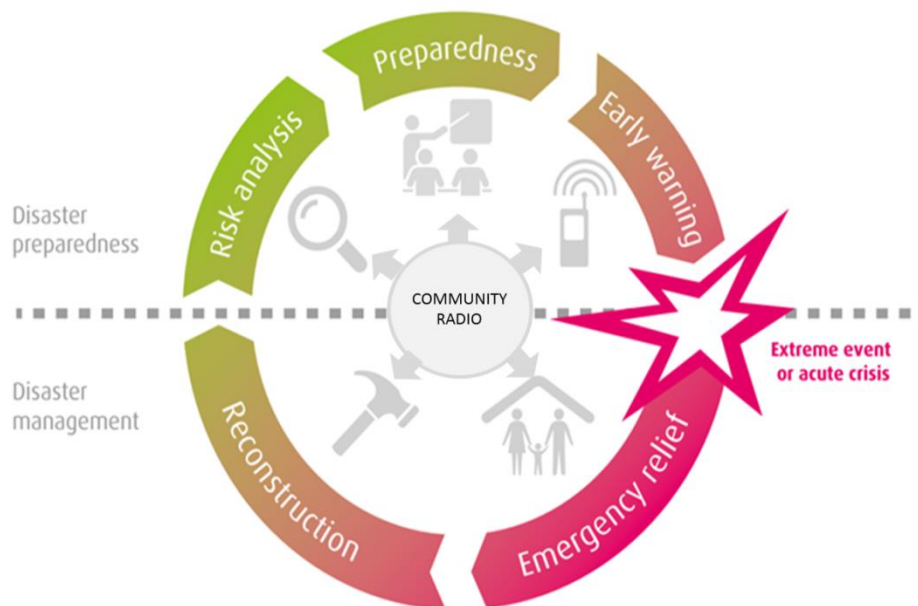 Preparedness
Risk analysis
Early warning
Disaster
preparedness
COMMUNITY
RADIO
Extreme event
or acute crisis
Disaster
management
Reconstruction
Emergency relief